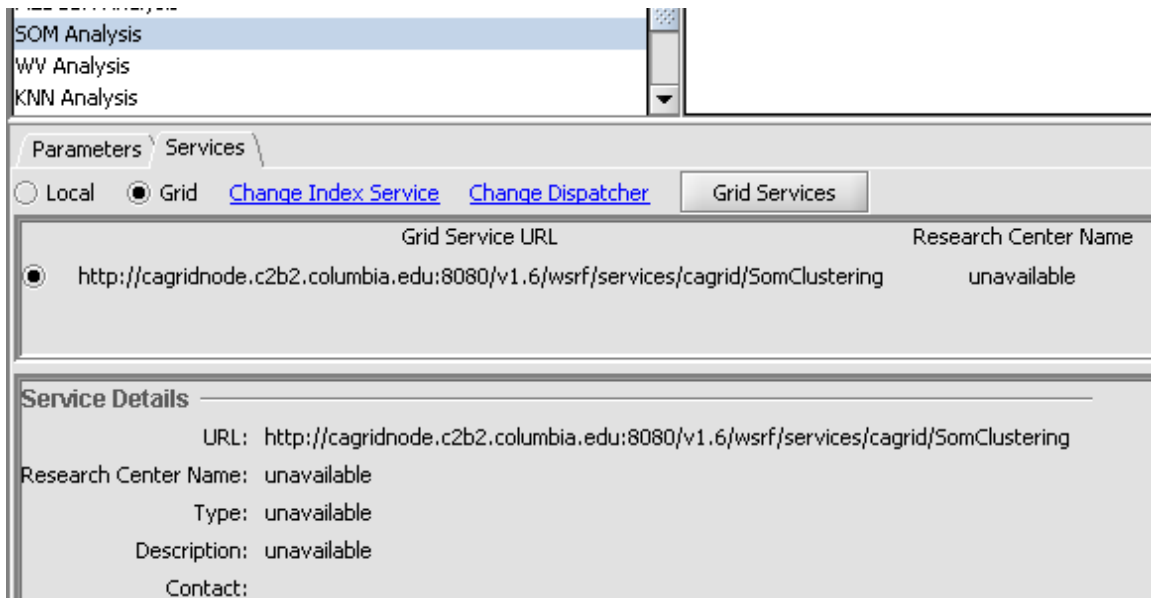 SOM Analysis
WV Analysis
KNN Analysis
Parameters Services
Local Grid Change Index Service Change Dispatcher Grid Services
Grid Service URL Research Center Name
http://cagridnode.c2b2.columbia.edu:8080/v1.6/wsrf/services/cagrid/SomClustering unavailable
Service Details
URL: http://cagridnode.c2b2.columbia.edu:8080/v1.6/wsrf/services/cagrid/SomClustering
Research Center Name: unavailable
Type: unavailable
Description: unavailable
Contact: